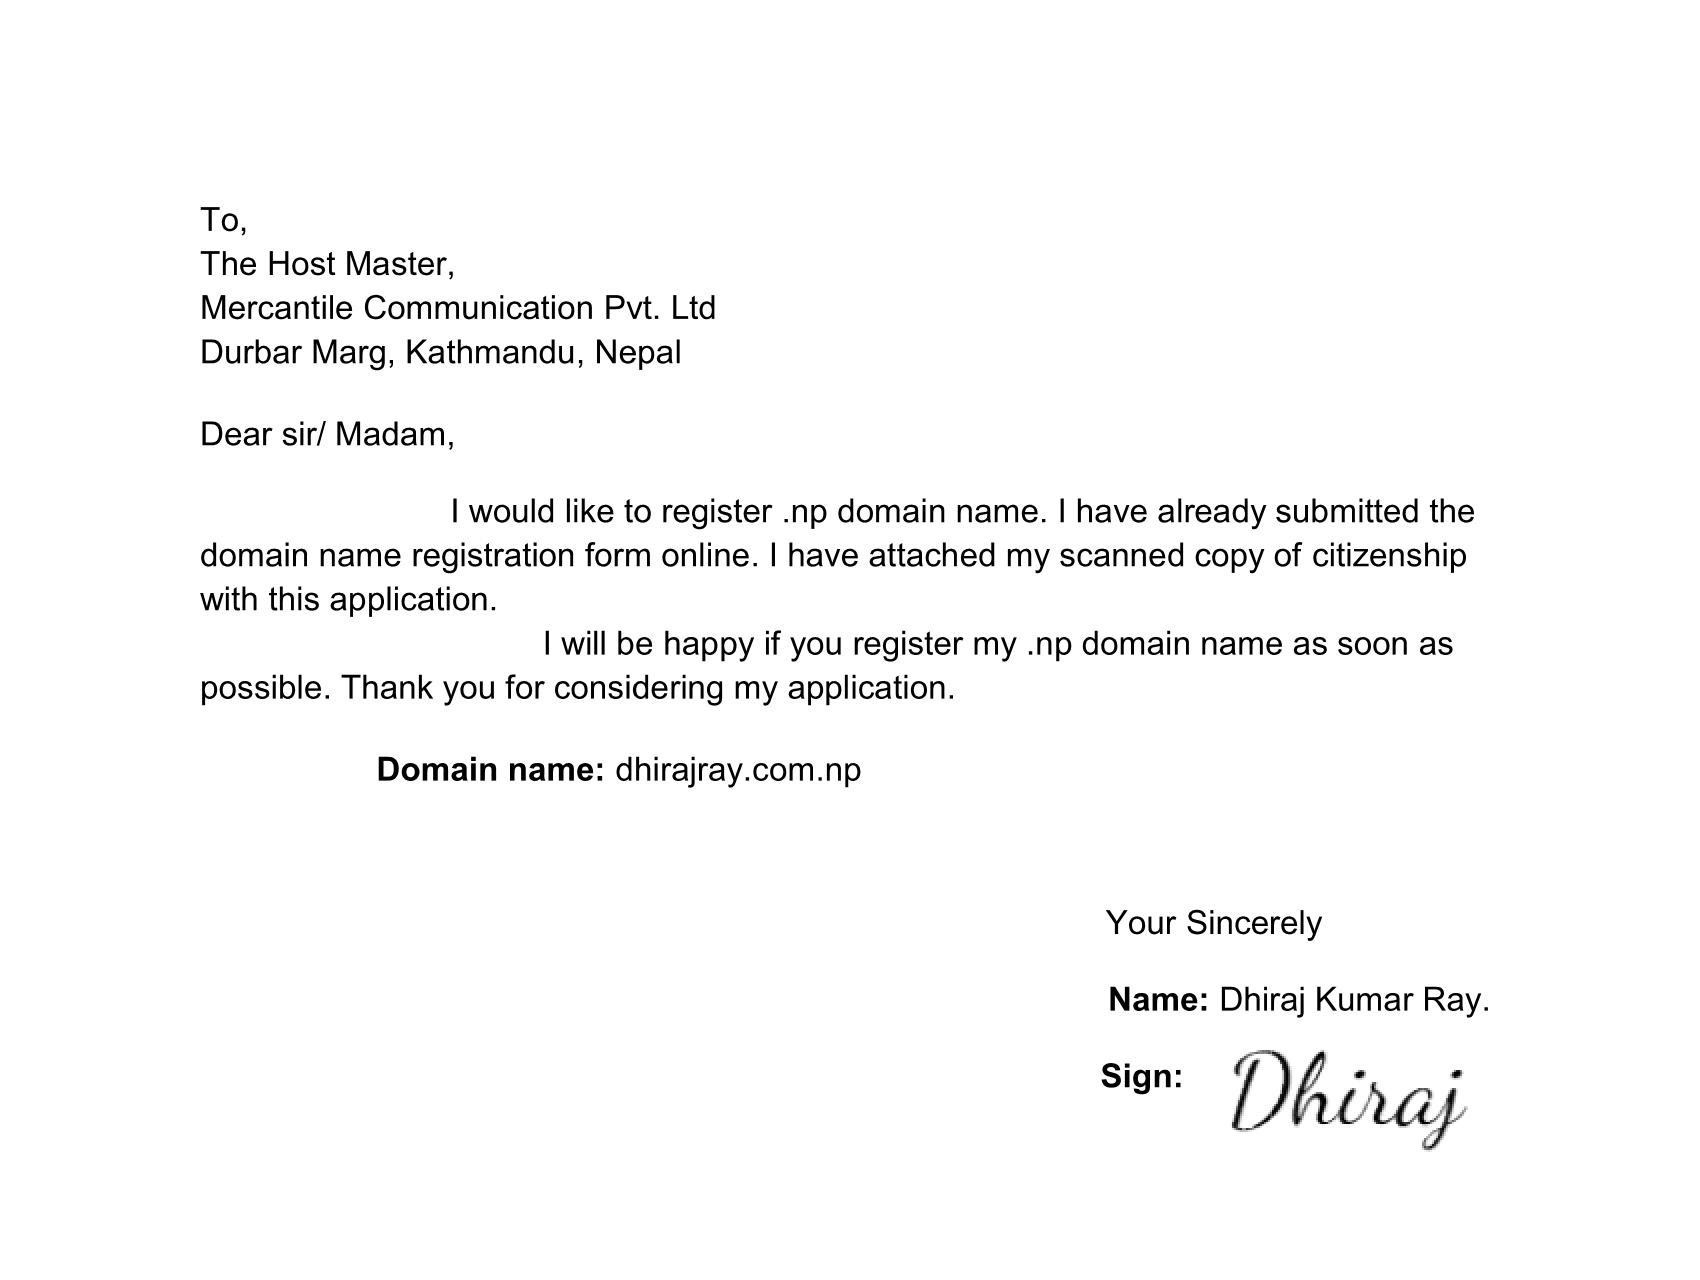 To,
The Host Master,
Mercantile Communication Pvt. Ltd
Durbar Marg, Kathmandu, Nepal
Dear sir/ Madam,
I would like to register .np domain name. I have already submitted the
domain name registration form online. I have attached my scanned copy of citizenship
with this application.
I will be happy if you register my .np domain name as soon as
possible. Thank you for considering my application.
Domain name: dhirajray.com.np
Your Sincerely
Name: Dhiraj Kumar Ray.
Sign: Dhiraj